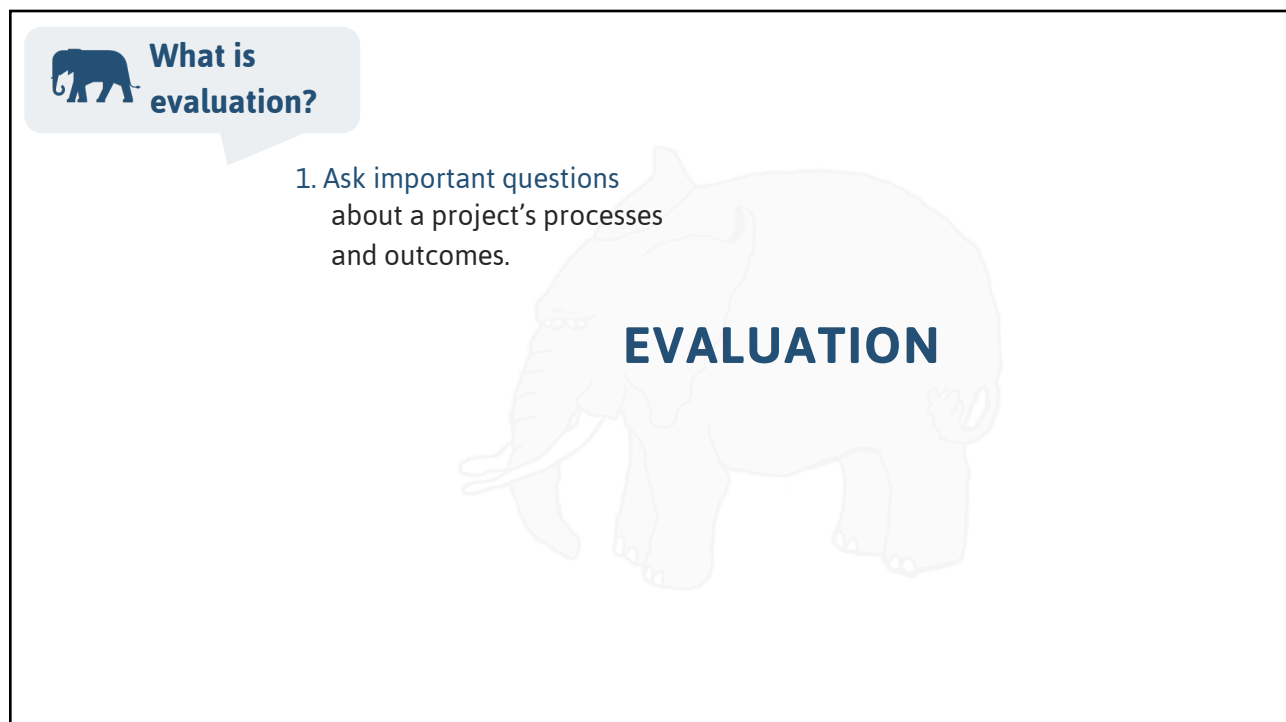 What is
evaluation?
1. Ask important questions
about a project’s processes
and outcomes.
EVALUATION